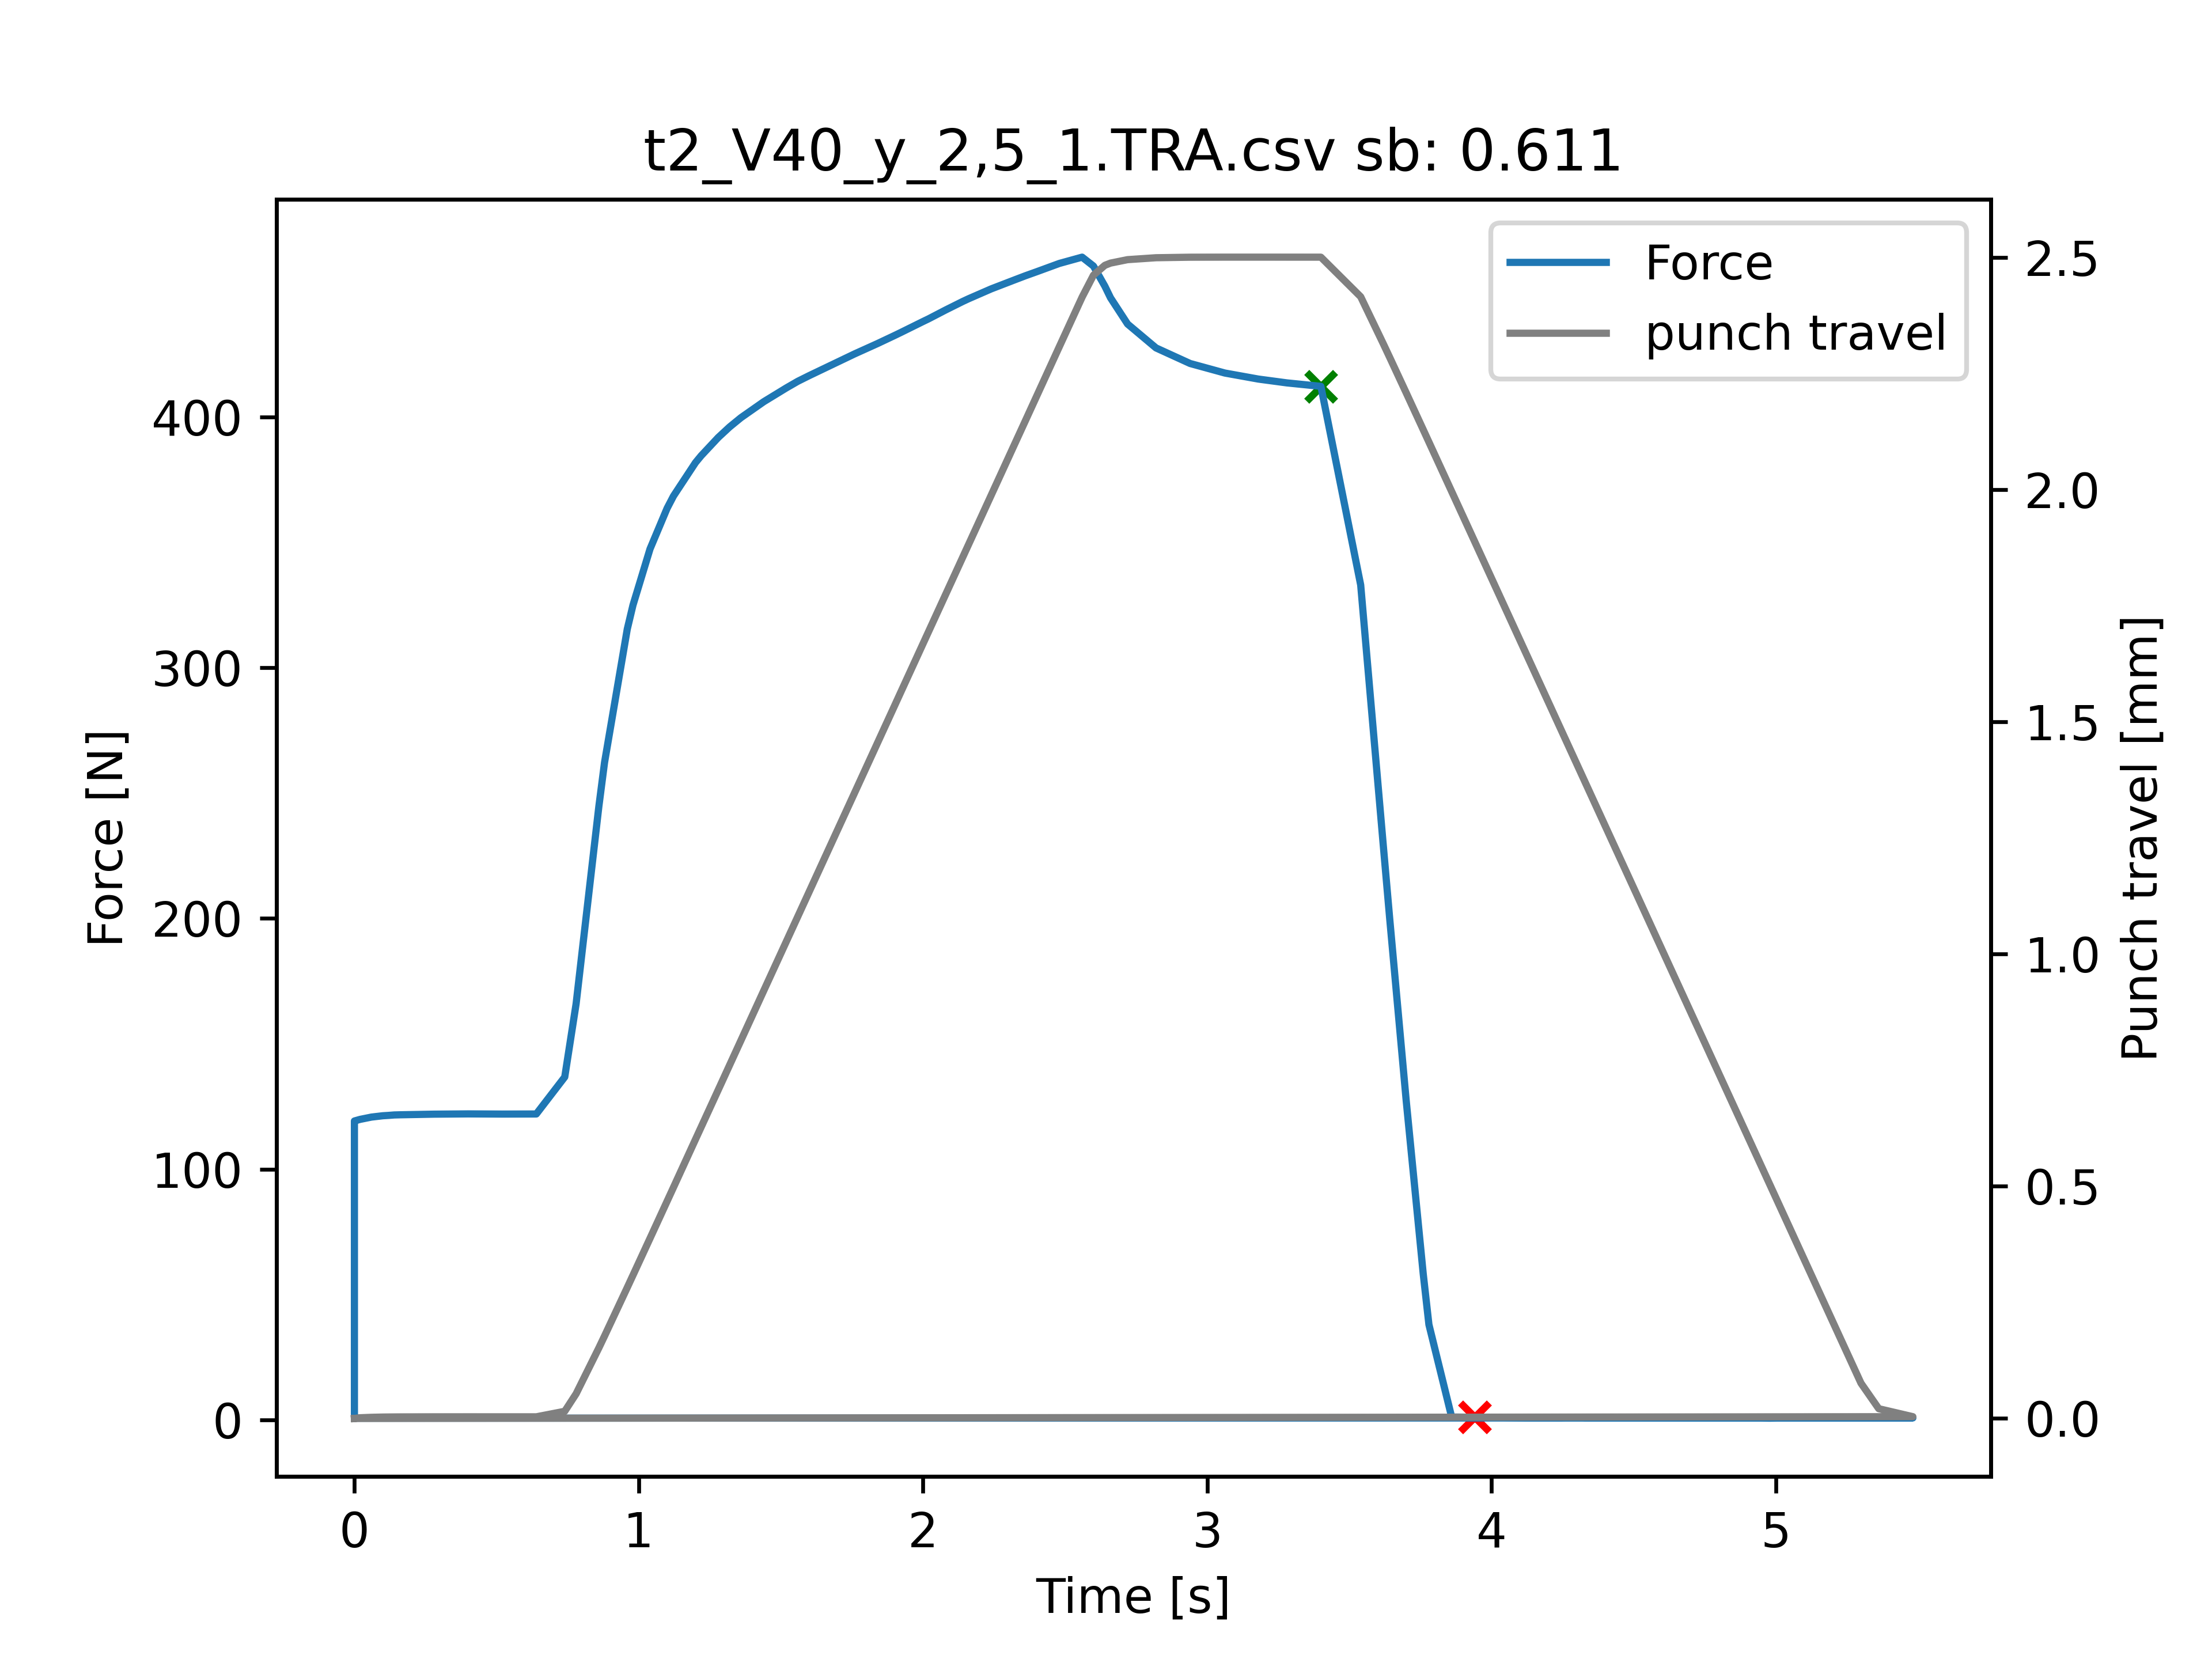 t2_V40_y_2,5_1.TRA.csv sb: 0.611
Force
punch travel
Force [N]
400
300
200
100
0
2.5
2.0
1.5
1.0
0.5
0.0
Punch travel [mm]
0 1 2 3 4 5
Time [s]